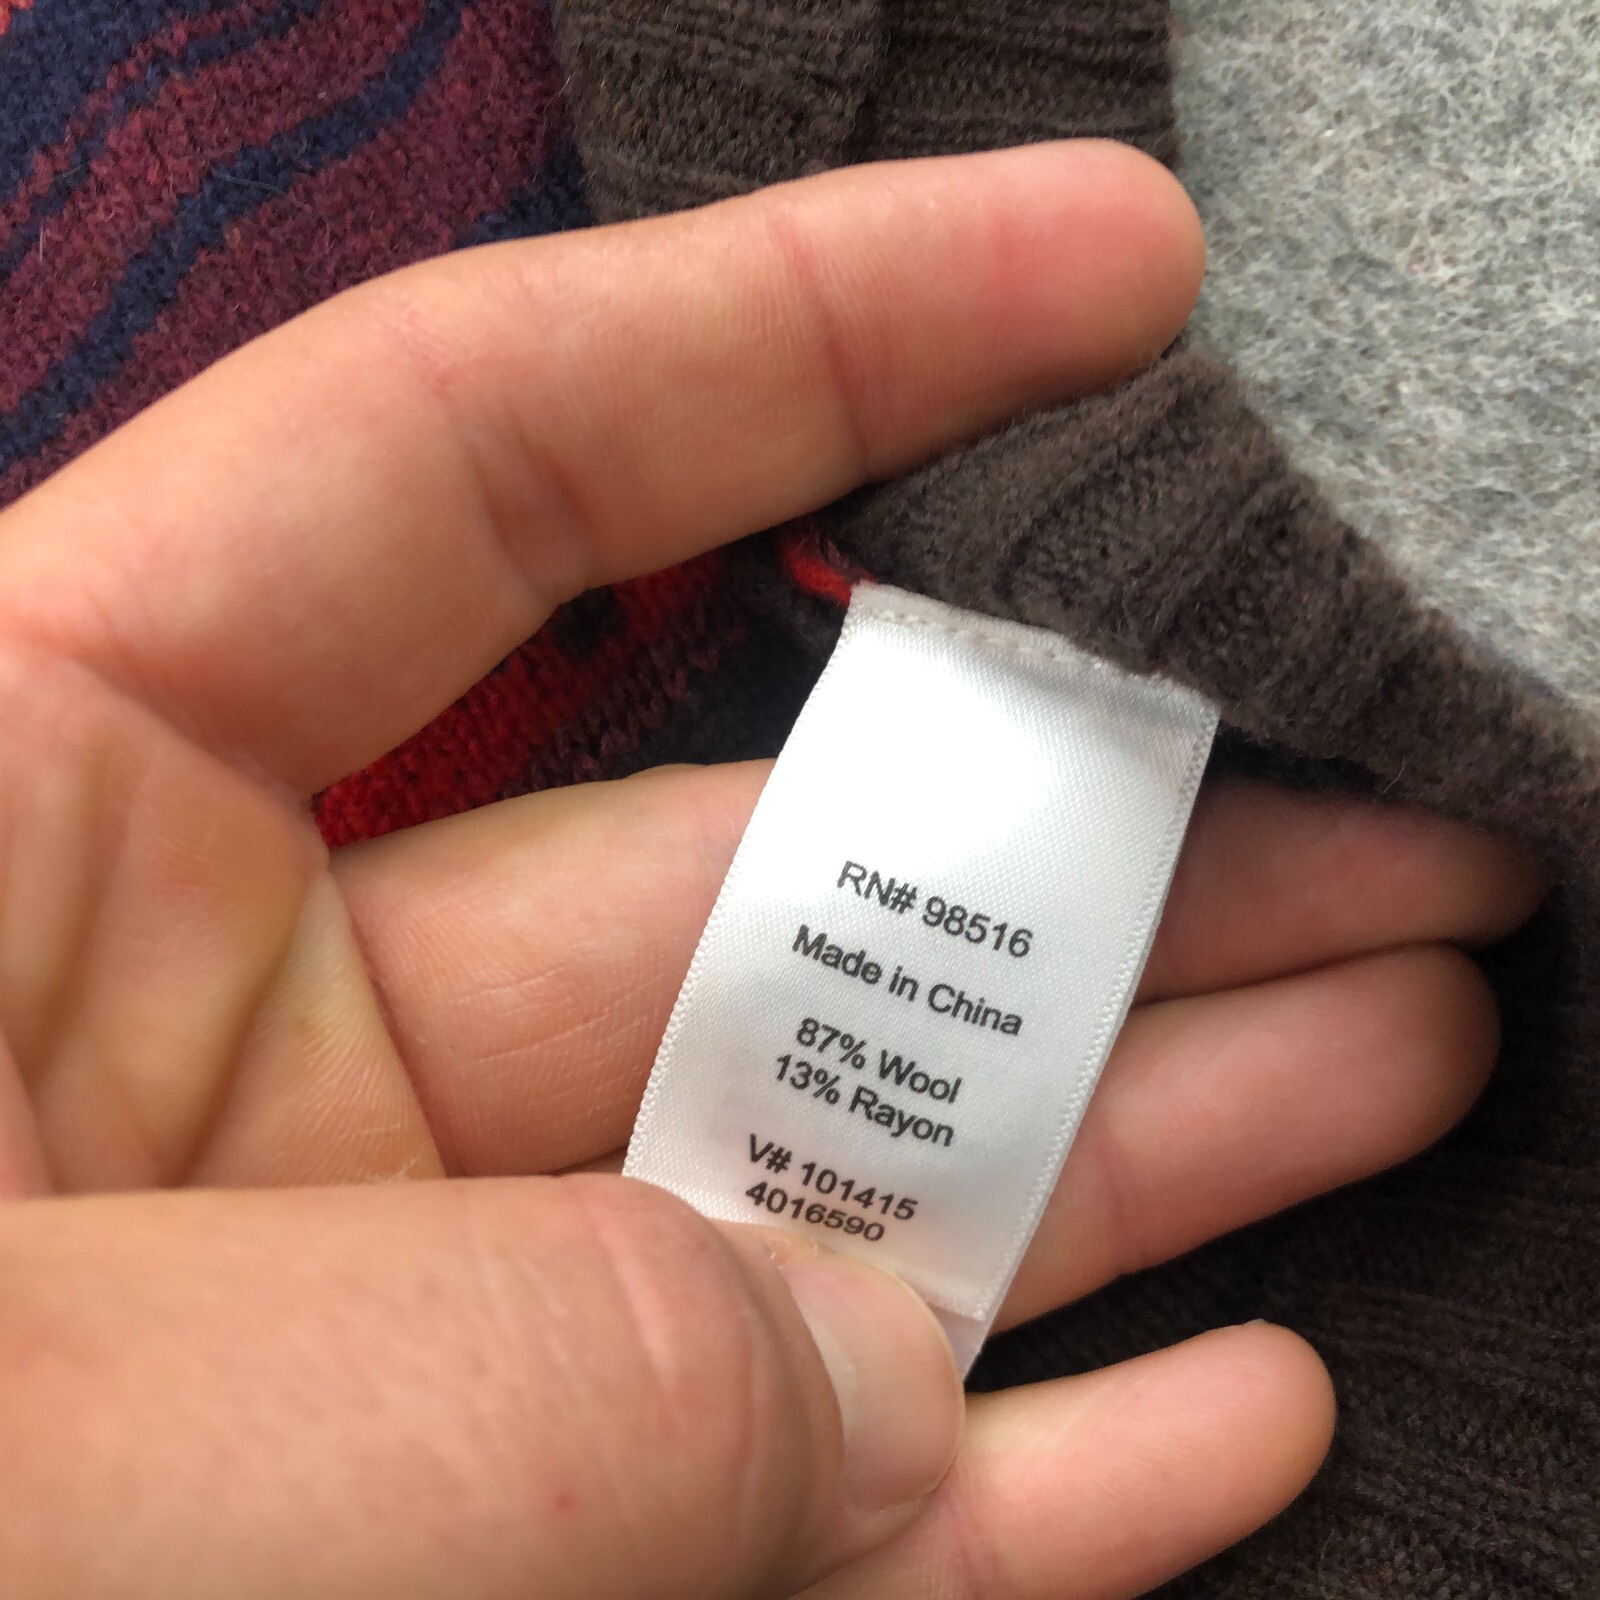 RN# 98516
Made in China
87% Wool
13% Rayon
V# 101415
4016590